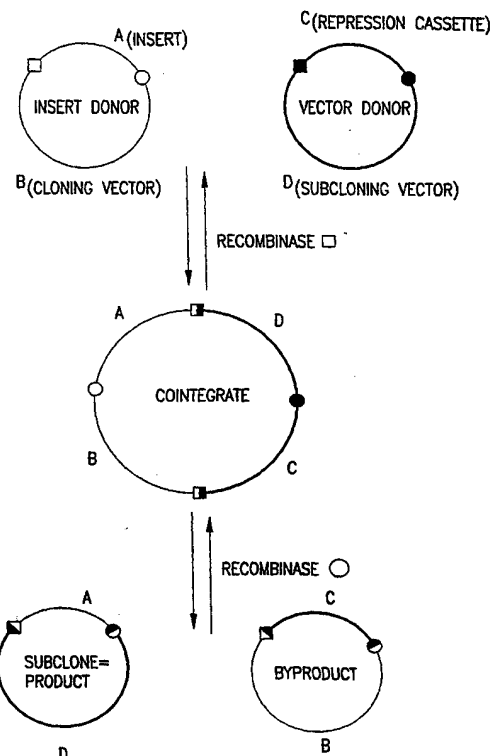 A(INSERT)
C(REPRESSION CASSETTE)
INSERT DONOR
VECTOR DONOR
B(CLONING VECTOR)
D(SUBCLONING VECTOR)
RECOMBINASE
A
D
COINTEGRATE
B
C
RECOMBINASE
A
C
SUBCLONE=
PRODUCT
BYPRODUCT
D
B